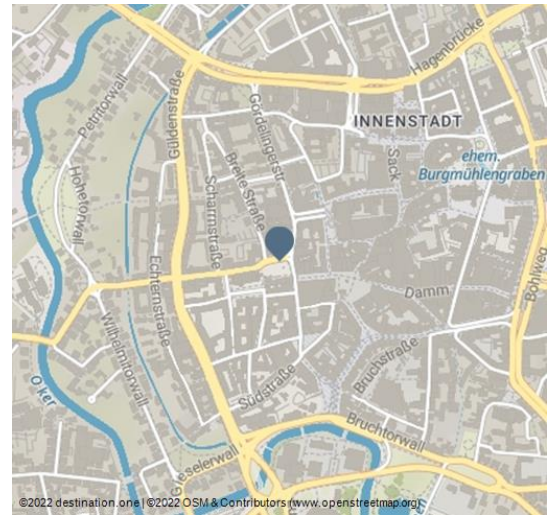 Hagenbrücke
Petritorwall
Güldenstraße
Gördelingerstr
INNENSTADT
Hohetorwall
Breite Straße
Scharrnstraße
Sack
ehem.
Burgmühlengraben
Echternstraße
Bohlweg
Damm
Wilhelmitorwall
Oker
Südstraße
Bruchstraße
Gieselerwall
Bruchtorwall
©2022 destination.one | ©2022 OSM & Contributors (www.openstreetmap.org)